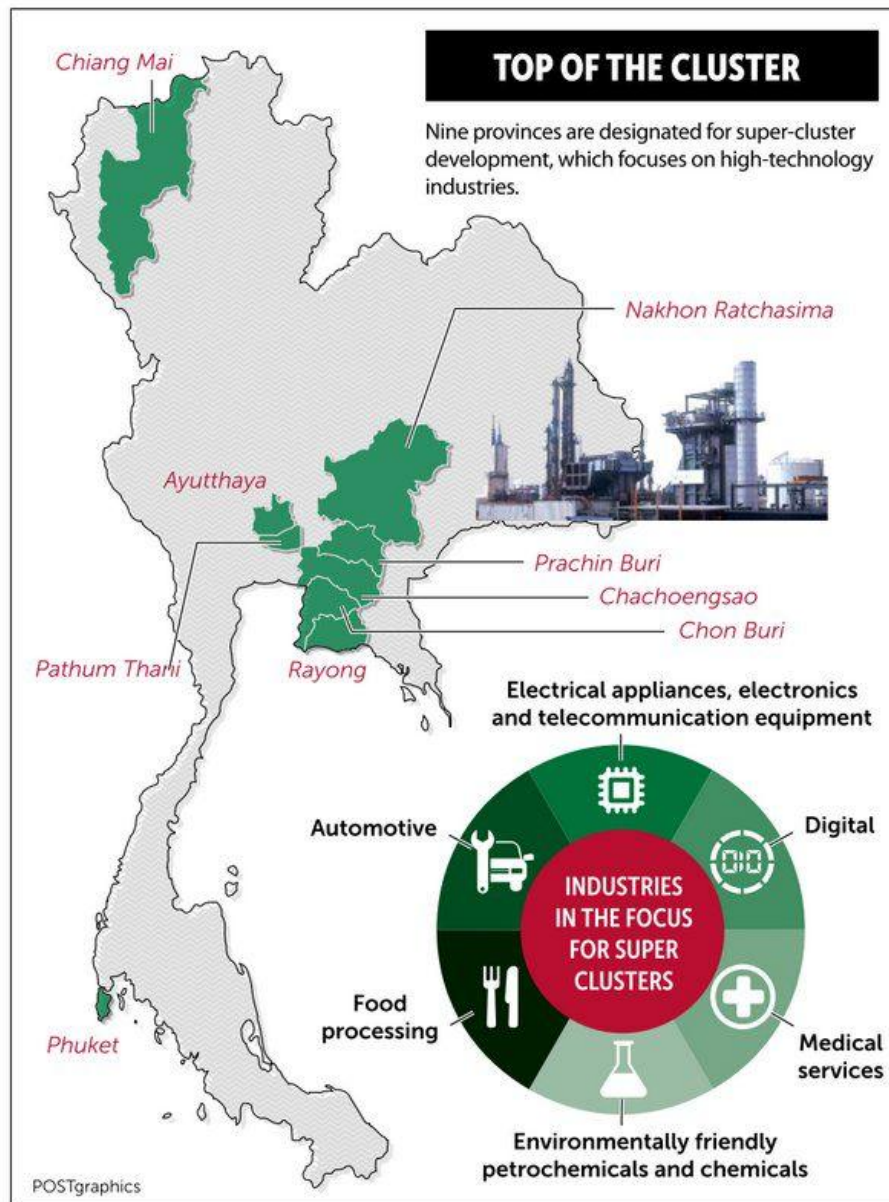 Chiang Mai
TOP OF THE CLUSTER
Nine provinces are designated for super-cluster
development, which focuses on high-technology
industries.
Nakhon Ratchasima
Ayutthaya
Prachin Buri
Chachoengsao
Chon Buri
Pathum Thani
Rayong
Electrical appliances, electronics
and telecommunication equipment
Automotive
Digital
INDUSTRIES
IN THE FOCUS
FOR SUPER
CLUSTERS
Food
processing
Medical
services
Phuket
Environmentally friendly
petrochemicals and chemicals
POSTgraphics